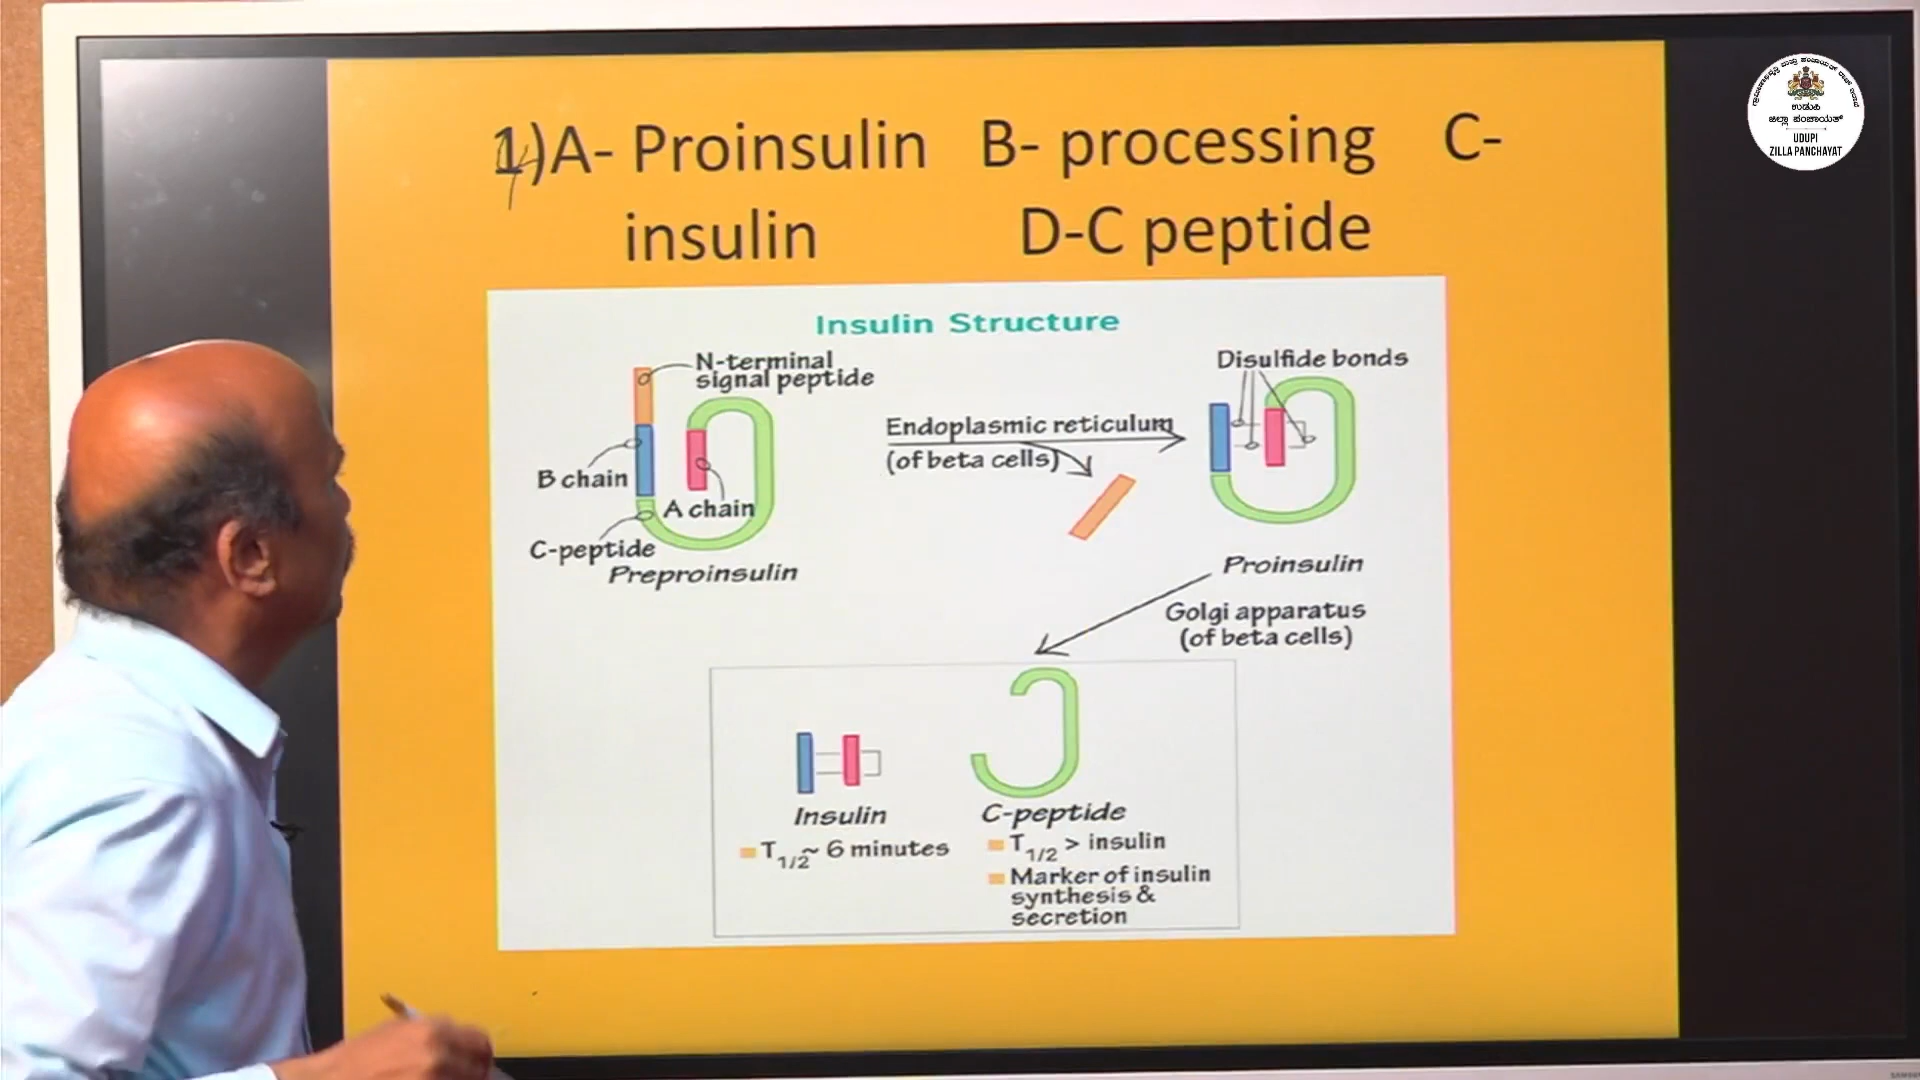 1)A- Proinsulin B- processing C-
insulin D-C peptide
Insulin Structure
N-terminal
signal peptide
B chain
A chain
C-peptide
Preproinsulin
Endoplasmic reticulum
(of beta cells)
Disulfide bonds
Proinsulin
Golgi apparatus
(of beta cells)
Insulin
T1/2~ 6 minutes
C-peptide
T1/2 > insulin
Marker of insulin
synthesis &
secretion
ಉಡುಪಿ
ಜಿಲ್ಲಾ ಪಂಚಾಯತ್
UDUPI
ZILLA PANCHAYAT